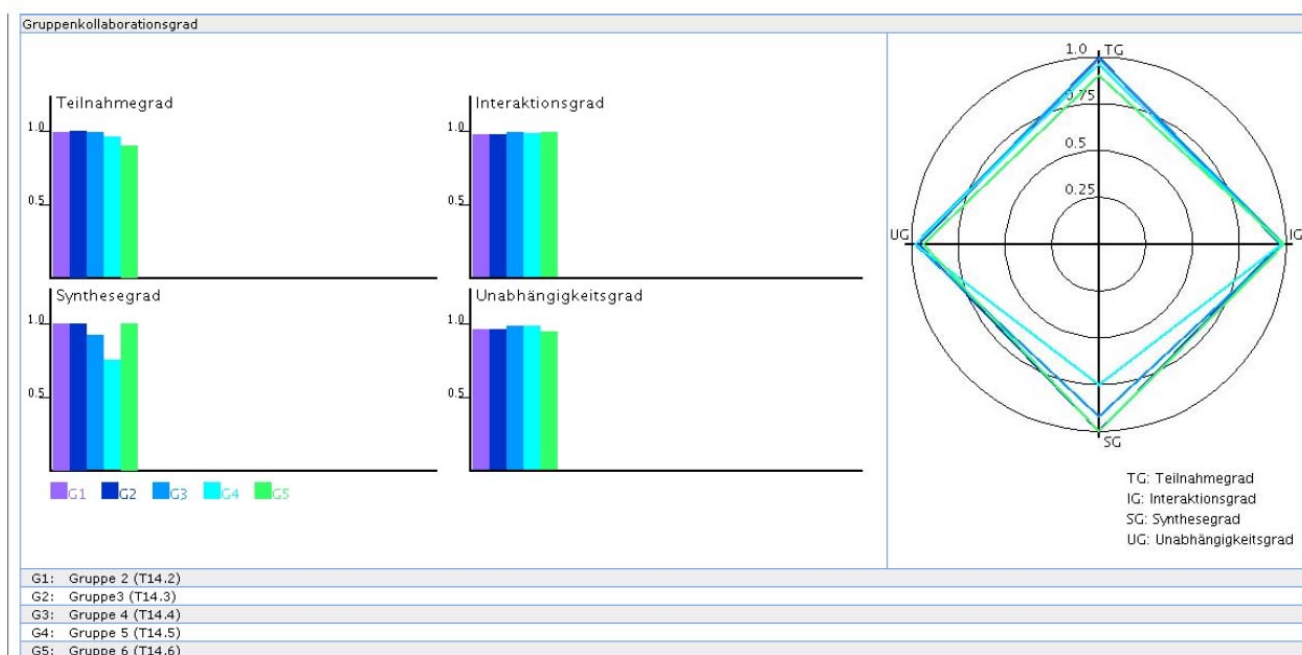 Gruppenkollaborationsgrad
Teilnahmegrad
1.0
0.5
Interaktionsgrad
1.0
0.5
Synthesegrad
1.0
0.5
Unabhängigkeitsgrad
1.0
0.5
G1 G2 G3 G4 G5
1.0 TG
0.75
0.5
0.25
UG
IG
SG
TG: Teilnahmegrad
IG: Interaktionsgrad
SG: Synthesegrad
UG: Unabhängigkeitsgrad
G1: Gruppe 2 (T14.2)
G2: Gruppe3 (T14.3)
G3: Gruppe 4 (T14.4)
G4: Gruppe 5 (T14.5)
G5: Gruppe 6 (T14.6)